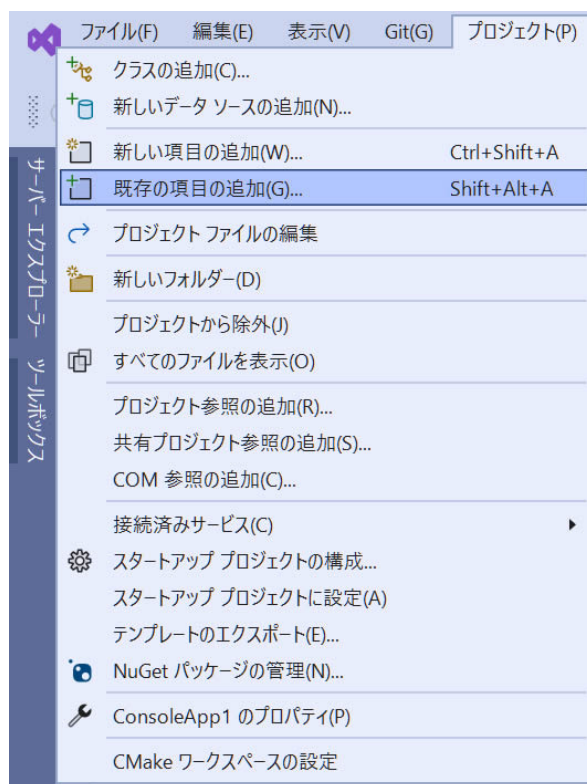 ファイル(F) 編集(E) 表示(V) Git(G) プロジェクト(P)
クラスの追加(C)...
新しいデータ ソースの追加(N)...
新しい項目の追加(W)... Ctrl+Shift+A
既存の項目の追加(G)... Shift+Alt+A
プロジェクト ファイルの編集
新しいフォルダー(D)
プロジェクトから除外(J)
すべてのファイルを表示(O)
プロジェクト参照の追加(R)...
共有プロジェクト参照の追加(S)...
COM 参照の追加(C)...
接続済みサービス(C)
スタートアップ プロジェクトの構成...
スタートアップ プロジェクトに設定(A)
テンプレートのエクスポート(E)...
NuGet パッケージの管理(N)...
ConsoleApp1 のプロパティ(P)
CMake ワークスペースの設定
サーバー エクスプローラー
ツールボックス